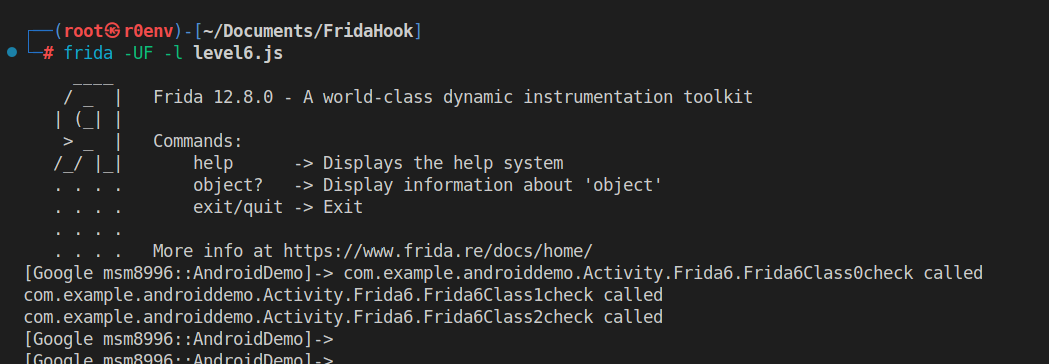 ┌──(root㉿r0env)-[~/Documents/FridaHook]
└─# frida -UF -l level6.js
     ____
    / _  |   Frida 12.8.0 - A world-class dynamic instrumentation toolkit
   | (_| |
    > _  |   Commands:
   /_/ |_|       help      -> Displays the help system
   . . . .       object?   -> Display information about 'object'
   . . . .       exit/quit -> Exit
   . . . .
   . . . .   More info at https://www.frida.re/docs/home/
[Google msm8996::AndroidDemo]-> com.example.androiddemo.Activity.Frida6.Frida6Class0check called
com.example.androiddemo.Activity.Frida6.Frida6Class1check called
com.example.androiddemo.Activity.Frida6.Frida6Class2check called
[Google msm8996::AndroidDemo]->
[Google msm8996::AndroidDemo]->